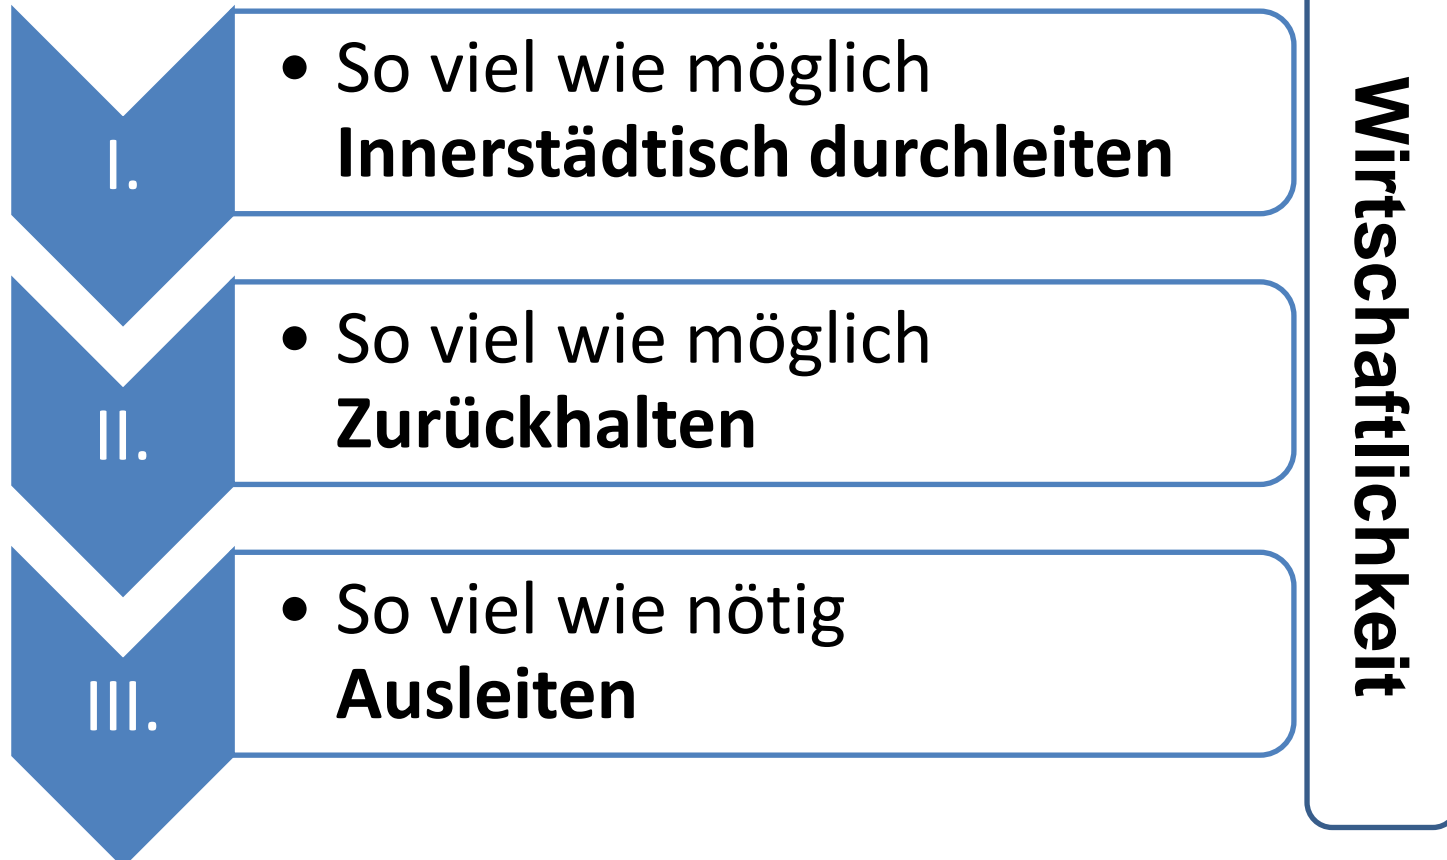 I.
• So viel wie möglich
Innerstädtisch durchleiten
II.
• So viel wie möglich
Zurückhalten
III.
• So viel wie nötig
Ausleiten
Wirtschaftlichkeit